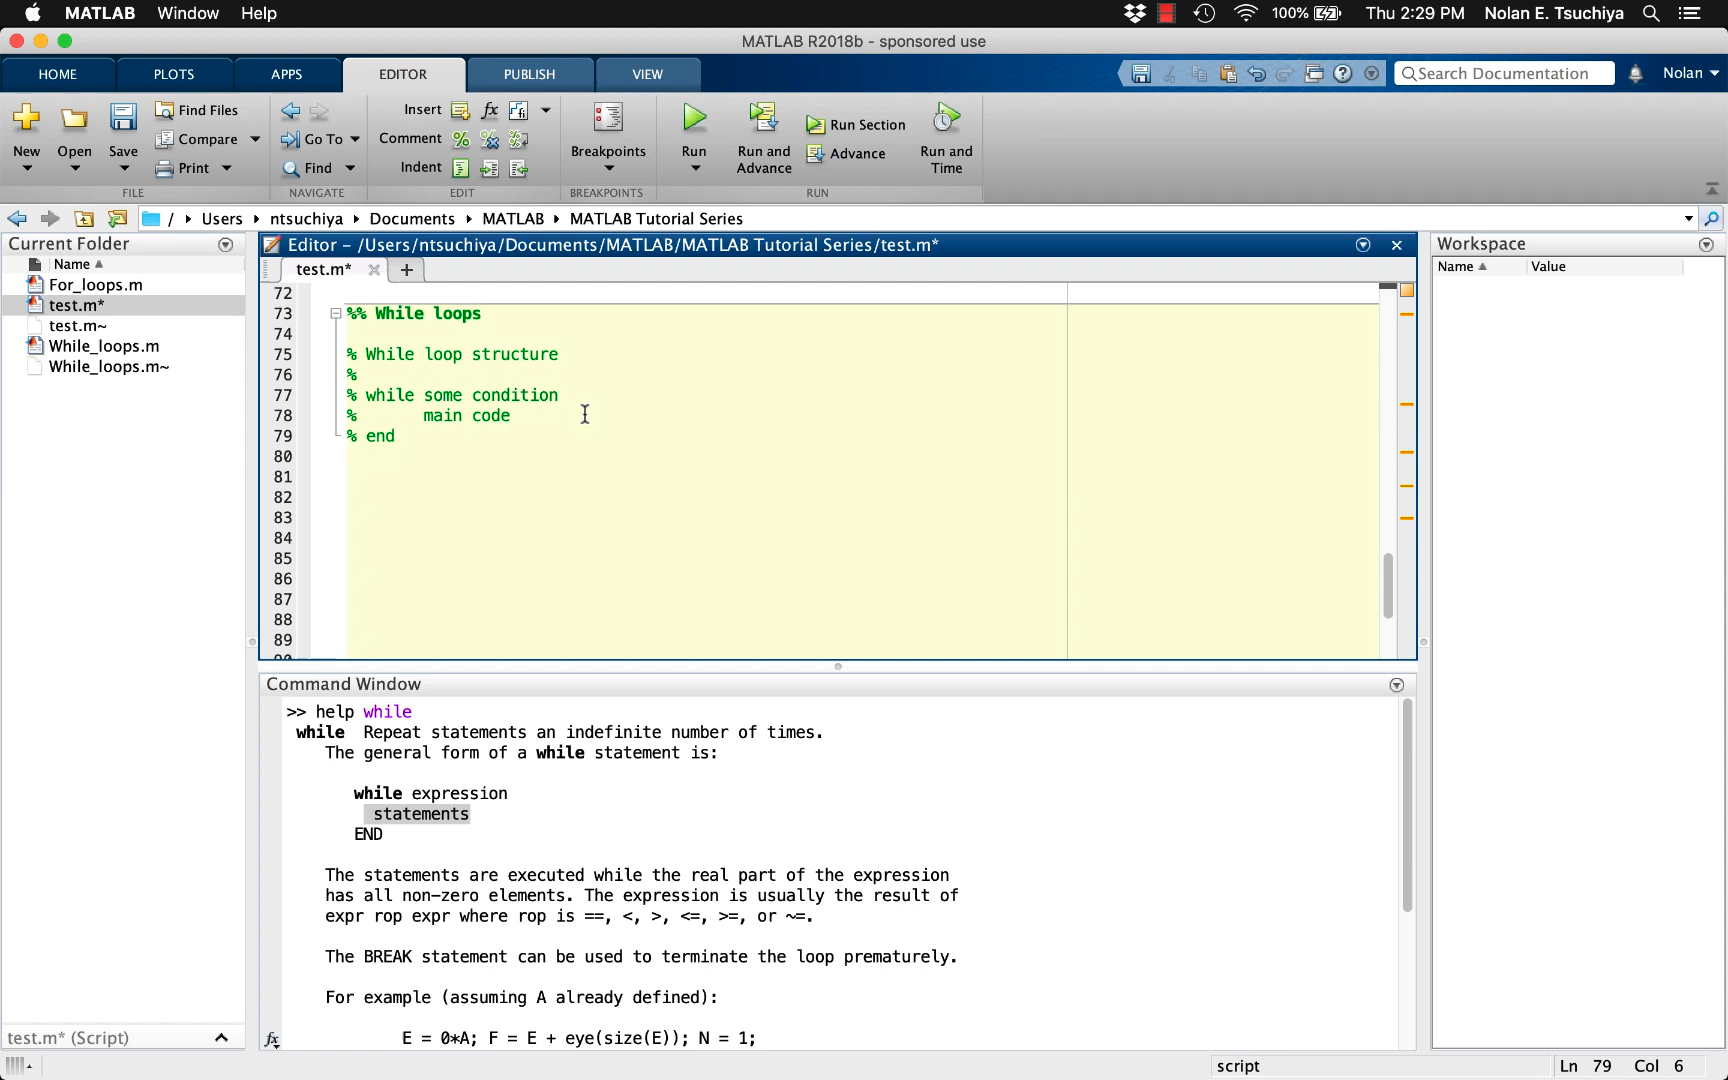 MATLAB Window Help 100% Thu 2:29 PM Nolan E. Tsuchiya
MATLAB R2018b - sponsored use
HOME PLOTS APPS EDITOR PUBLISH VIEW Search Documentation Nolan
Find Files Insert fx
New Open Save Compare Go To Comment Breakpoints Run Run and Advance Run Section Run and Time
Print Find Indent Advance
FILE NAVIGATE EDIT BREAKPOINTS RUN
/ Users ntsuchiya Documents MATLAB MATLAB Tutorial Series
Current Folder
Name
For_loops.m
test.m*
test.m~
While_loops.m
While_loops.m~
test.m* (Script)
Editor - /Users/ntsuchiya/Documents/MATLAB/MATLAB Tutorial Series/test.m*
test.m* +
72
73 %% While loops
74
75 % While loop structure
76 %
77 % while some condition
78 % main code
79 % end
80
81
82
83
84
85
86
87
88
89
90
Command Window
>> help while
while Repeat statements an indefinite number of times.
The general form of a while statement is:
while expression
statements
END
The statements are executed while the real part of the expression
has all non-zero elements. The expression is usually the result of
expr rop expr where rop is ==, <, >, <=, >=, or ~=.
The BREAK statement can be used to terminate the loop prematurely.
For example (assuming A already defined):
fx E = 0*A; F = E + eye(size(E)); N = 1;
Workspace
Name Value
script Ln 79 Col 6